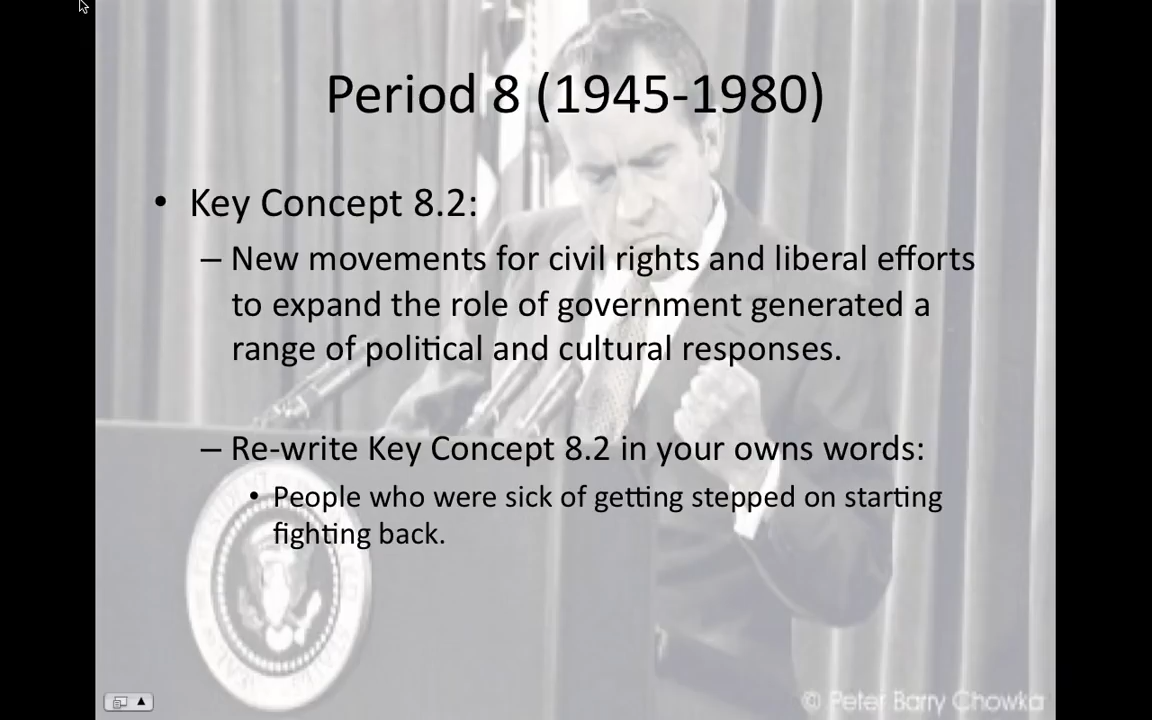 Period 8 (1945-1980)
• Key Concept 8.2:
– New movements for civil rights and liberal efforts
to expand the role of government generated a
range of political and cultural responses.
– Re-write Key Concept 8.2 in your owns words:
• People who were sick of getting stepped on starting
fighting back.
© Peter Barry Chowka